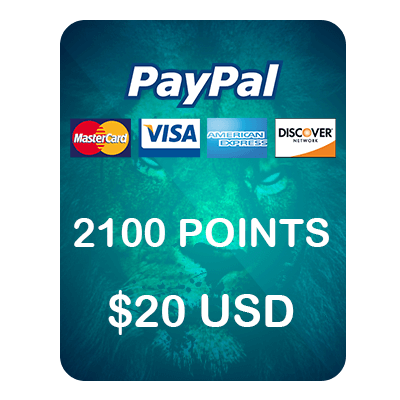 PayPal
MasterCard VISA AMERICAN EXPRESS DISCOVER NETWORK
2100 POINTS
$20 USD